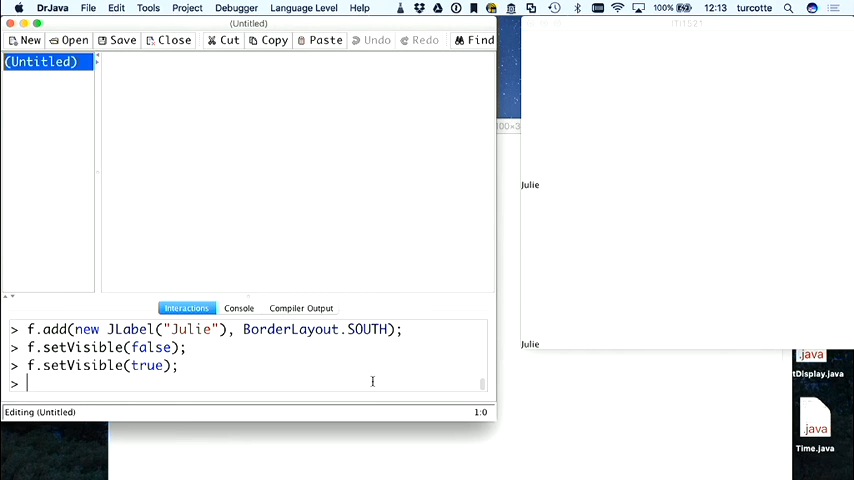 DrJava File Edit Tools Project Debugger Language Level Help 100% Sat 12:13 turcotte
(Untitled)
New Open Save Close Cut Copy Paste Undo Redo Find
(Untitled)
ITI1521
Julie
Julie
Interactions Console Compiler Output
> f.add(new JLabel("Julie"), BorderLayout.SOUTH);
> f.setVisible(false);
> f.setVisible(true);
>
Editing (Untitled) 1:0
tDisplay.java
.java
.java
Time.java